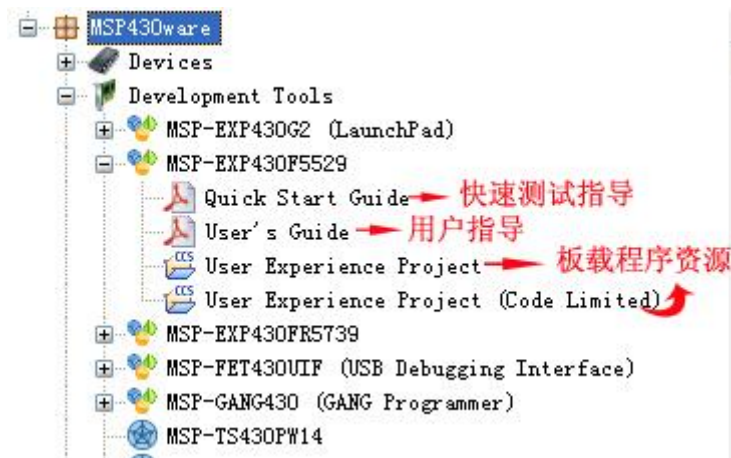 MSP430ware
Devices
Development Tools
MSP-EXP430G2 (LaunchPad)
MSP-EXP430F5529
Quick Start Guide 快速测试指导
User's Guide 用户指导
User Experience Project 板载程序资源
User Experience Project (Code Limited)
MSP-EXP430FR5739
MSP-FET430UIF (USB Debugging Interface)
MSP-GANG430 (GANG Programmer)
MSP-TS430PW14